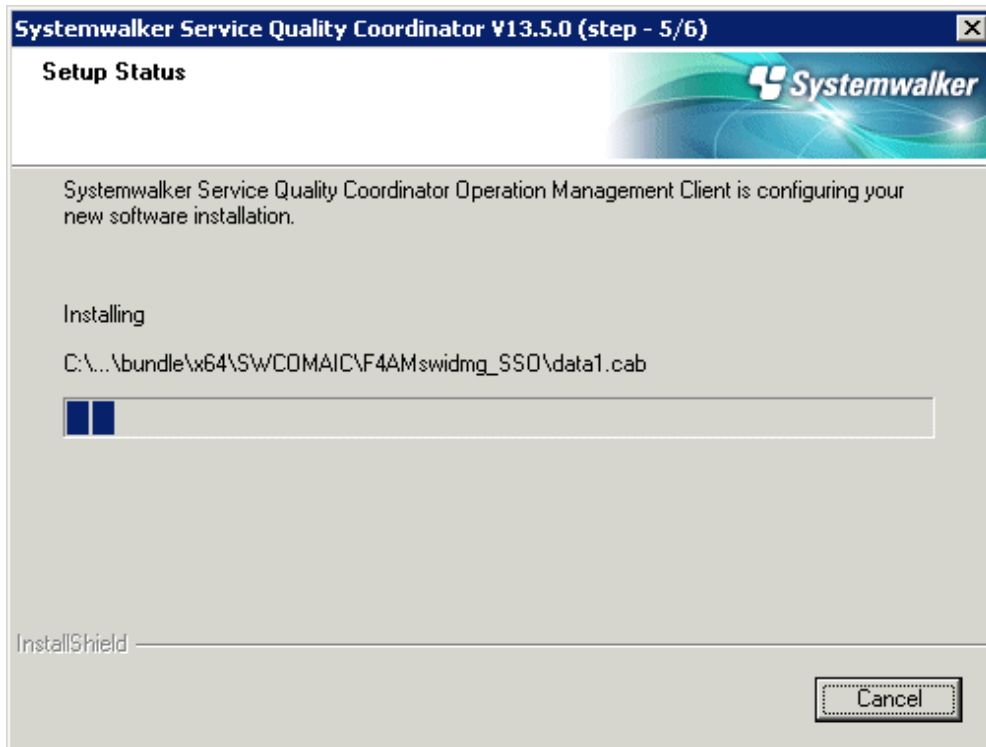 Systemwalker Service Quality Coordinator V13.5.0 (step - 5/6)
Setup Status
Systemwalker
Systemwalker Service Quality Coordinator Operation Management Client is configuring your
new software installation.
Installing
C:\...\bundle\x64\SWCOMAIC\F4AMswidmg_SSO\data1.cab
InstallShield
Cancel